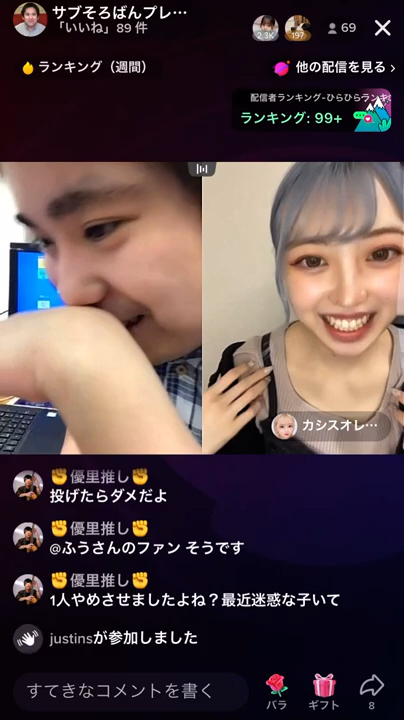 サブそろばんプレ…
「いいね」89 件
2.3K
197
69
ランキング（週間）
他の配信を見る
配信者ランキング-ひらひらランキ
ランキング: 99+
カシスオレ…
✊優里推し✊
投げたらダメだよ
✊優里推し✊
@ふうさんのファン そうです
✊優里推し✊
1人やめさせましたよね？最近迷惑な子いて
justinsが参加しました
すてきなコメントを書く
バラ
ギフト
8